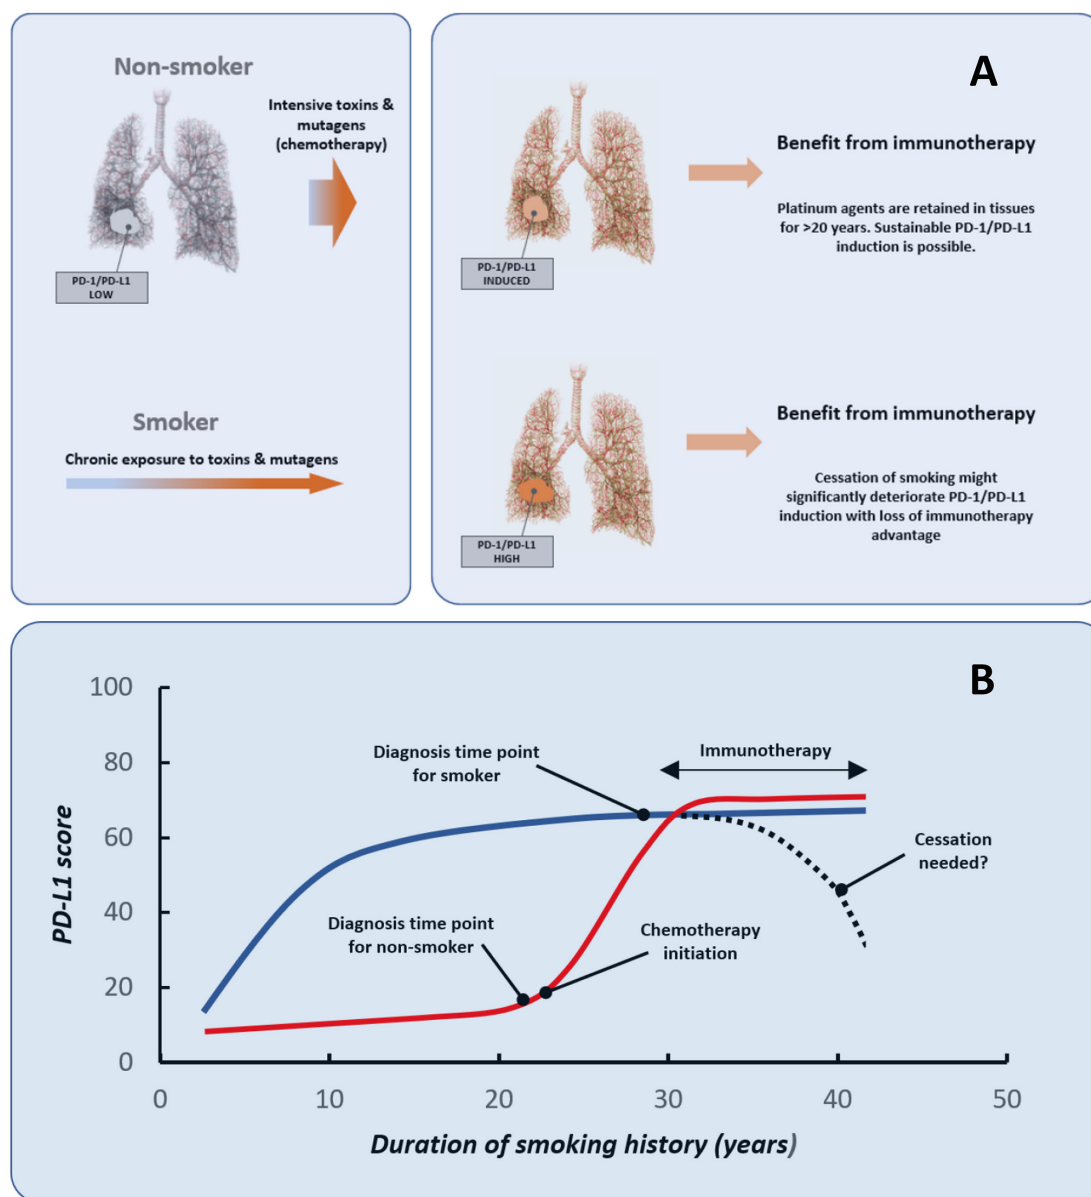 Non-smoker
Intensive toxins &
mutagens
(chemotherapy)
PD-1/PD-L1
LOW
Smoker
Chronic exposure to toxins & mutagens
A
PD-1/PD-L1
INDUCED
Benefit from immunotherapy
Platinum agents are retained in tissues
for >20 years. Sustainable PD-1/PD-L1
induction is possible.
PD-1/PD-L1
HIGH
Benefit from immunotherapy
Cessation of smoking might
significantly deteriorate PD-1/PD-L1
induction with loss of immunotherapy
advantage
B
PD-L1 score
100
80
60
40
20
0
Diagnosis time point
for smoker
Immunotherapy
Cessation
needed?
Diagnosis time point
for non-smoker
Chemotherapy
initiation
0 10 20 30 40 50
Duration of smoking history (years)